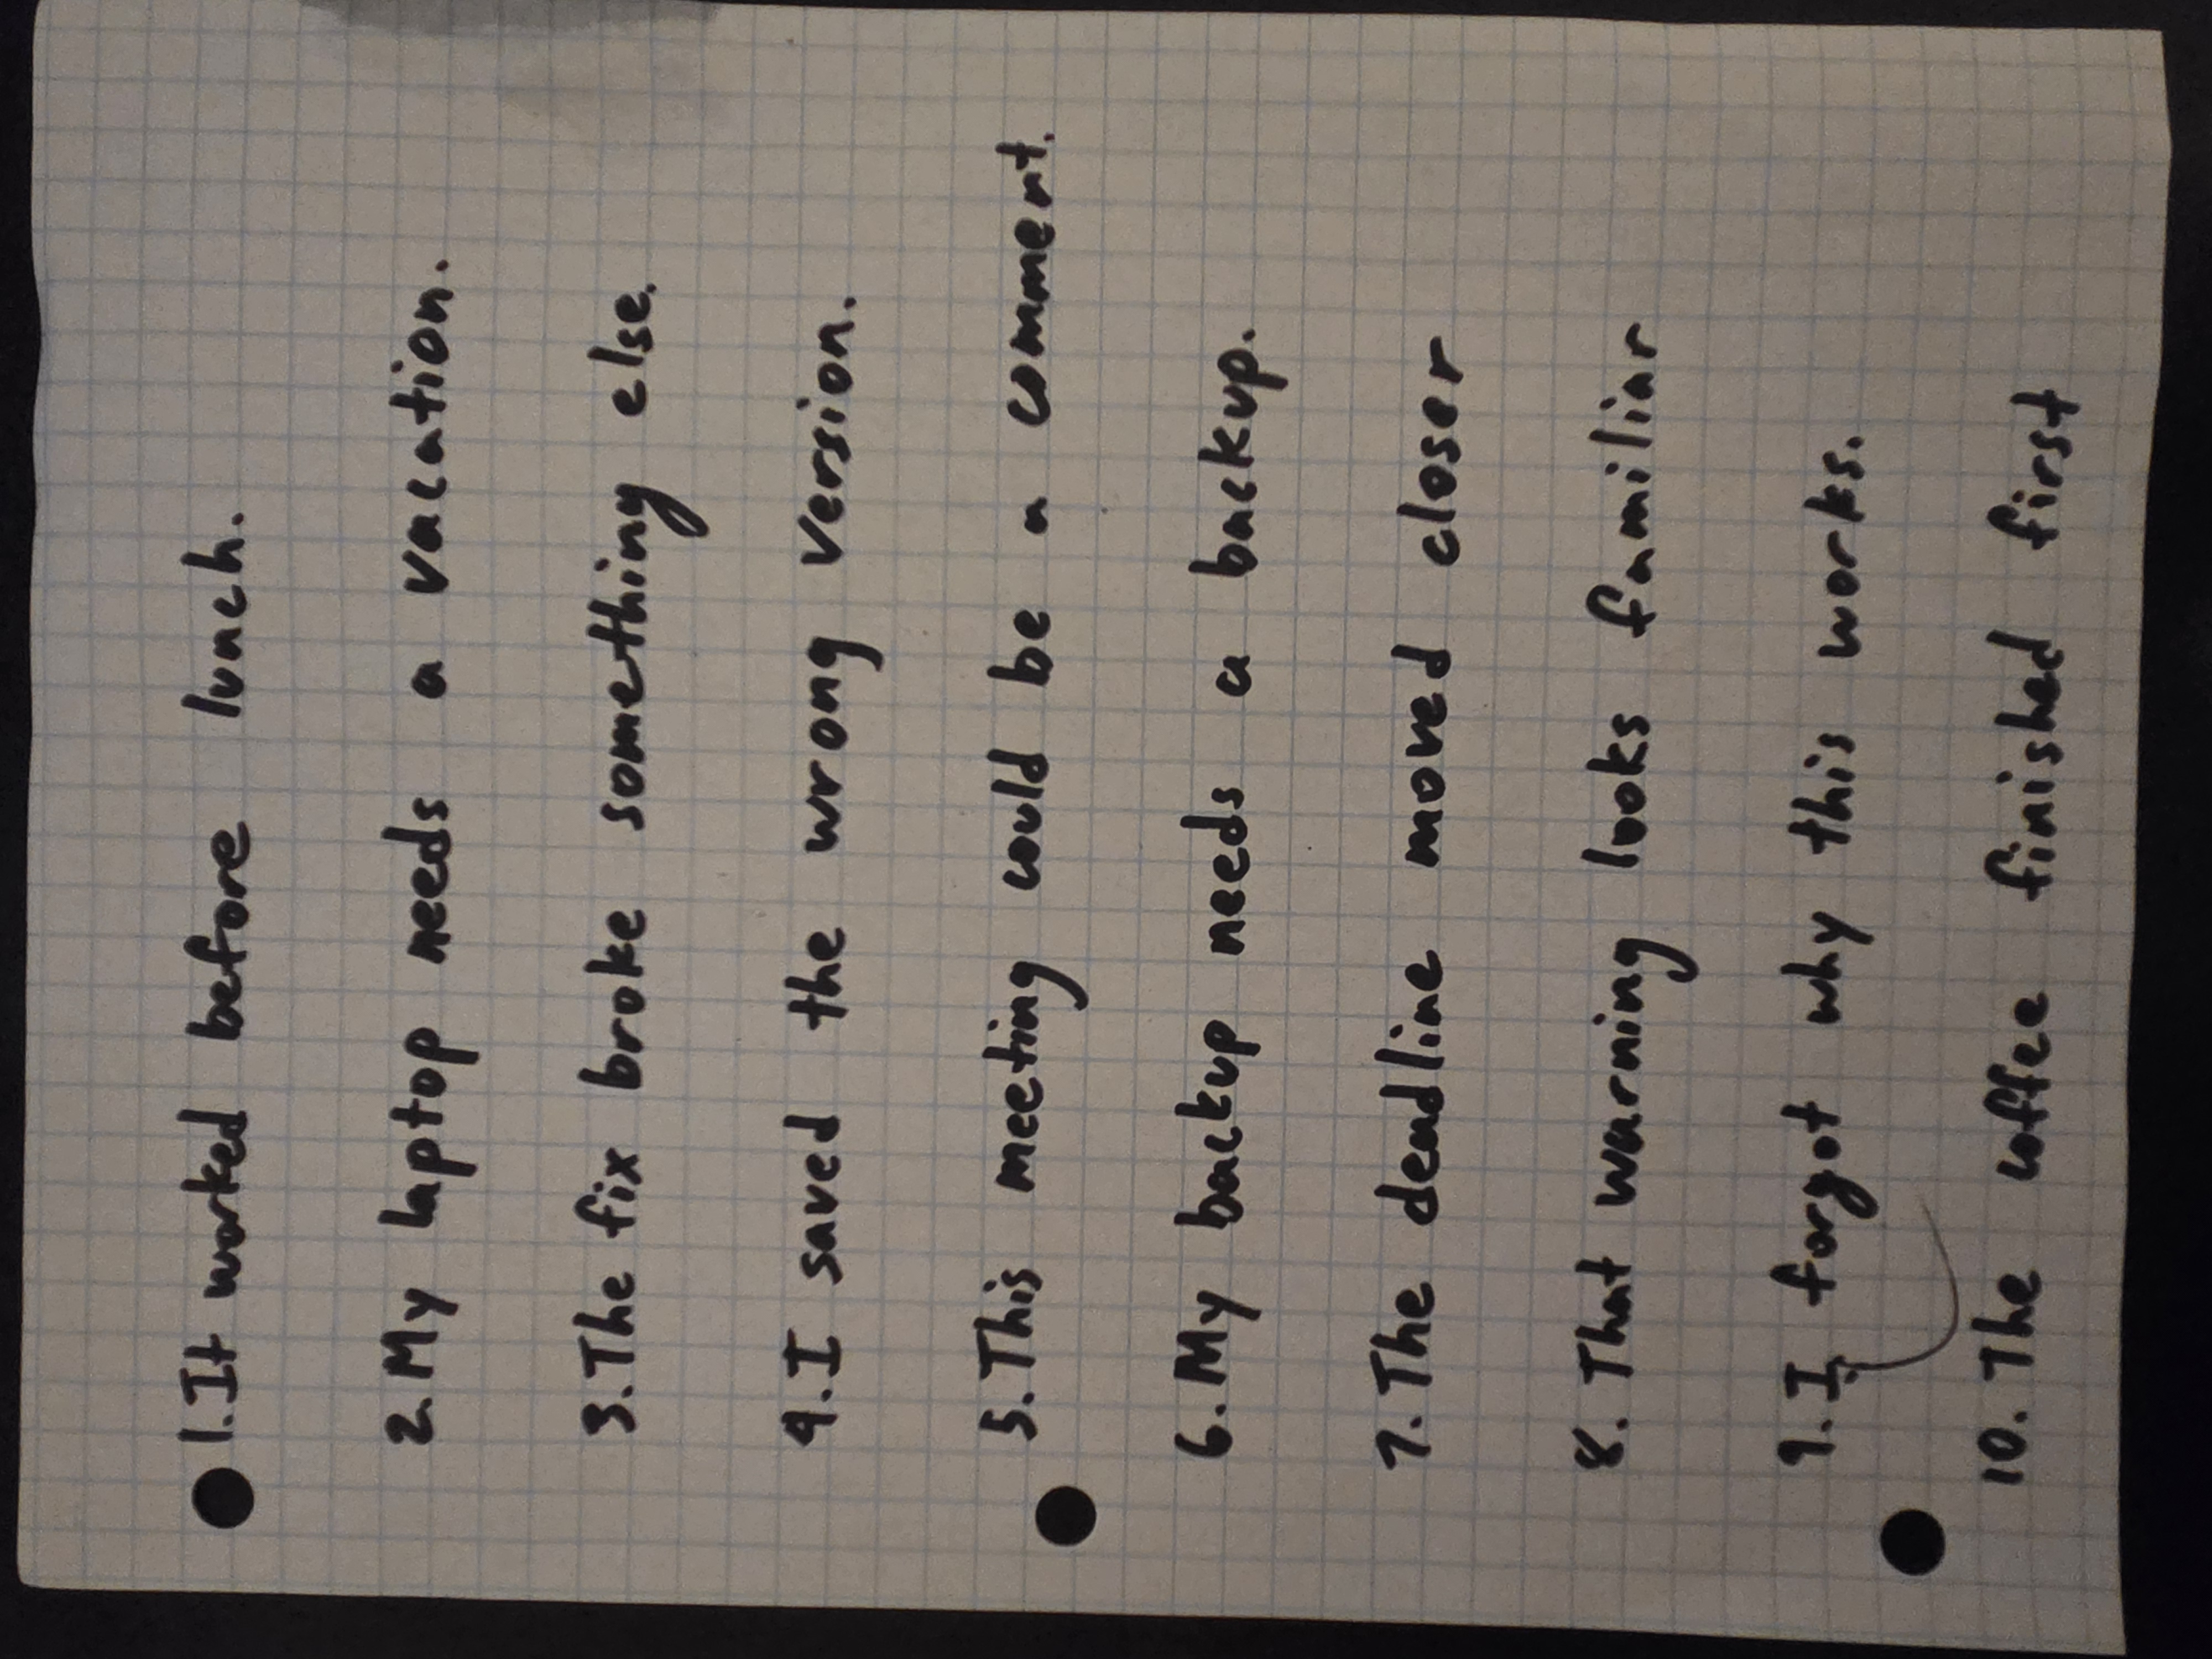 1. It worked before lunch.
2. My laptop needs a vacation.
3. The fix broke something else.
4. I saved the wrong version.
5. This meeting could be a comment.
6. My backup needs a backup.
7. The deadline moved closer
8. That warning looks familiar
9. I forgot why this works.
10. The coffee finished first